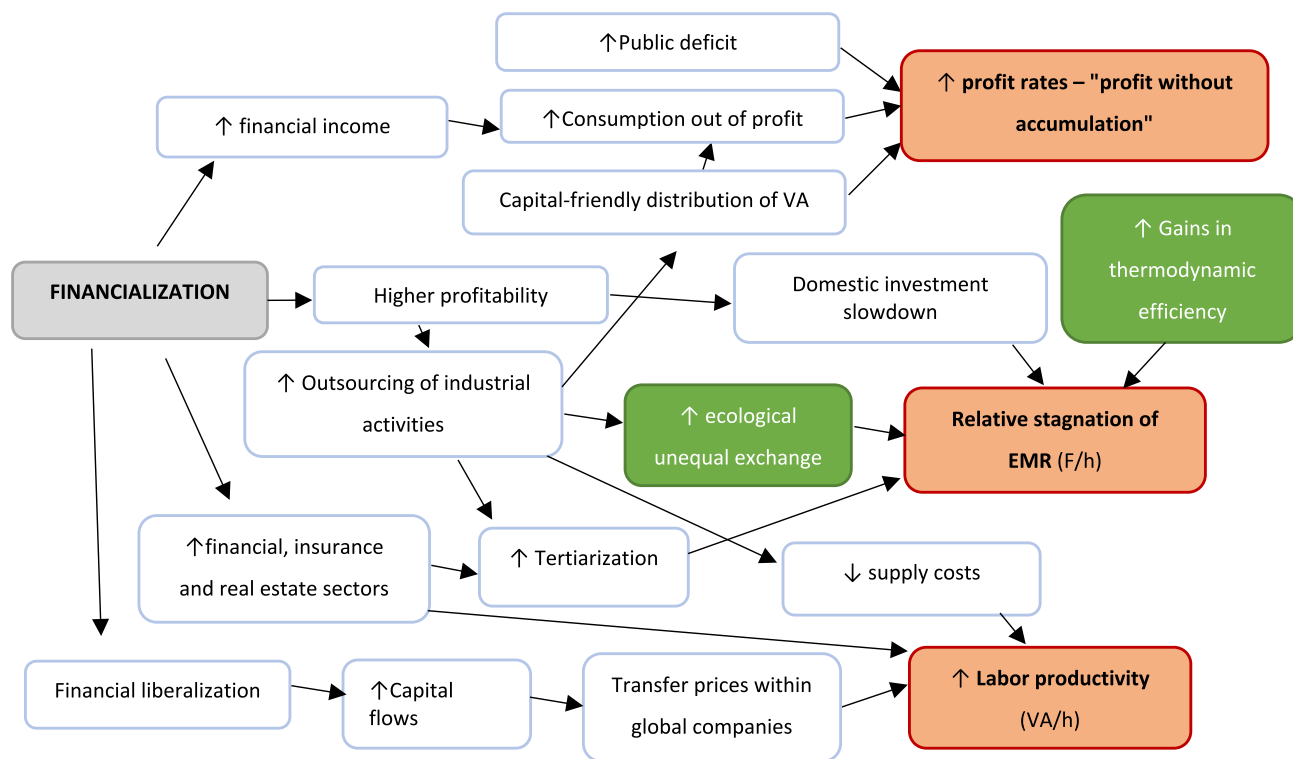 ↑Public deficit
↑ profit rates – "profit without
accumulation"
↑ financial income
↑Consumption out of profit
Capital-friendly distribution of VA
↑ Gains in
thermodynamic
efficiency
FINANCIALIZATION
Higher profitability
Domestic investment
slowdown
↑ Outsourcing of industrial
activities
↑ ecological
unequal exchange
Relative stagnation of
EMR (F/h)
↑financial, insurance
and real estate sectors
↑ Tertiarization
↓ supply costs
Financial liberalization
↑Capital
flows
Transfer prices within
global companies
↑ Labor productivity
(VA/h)